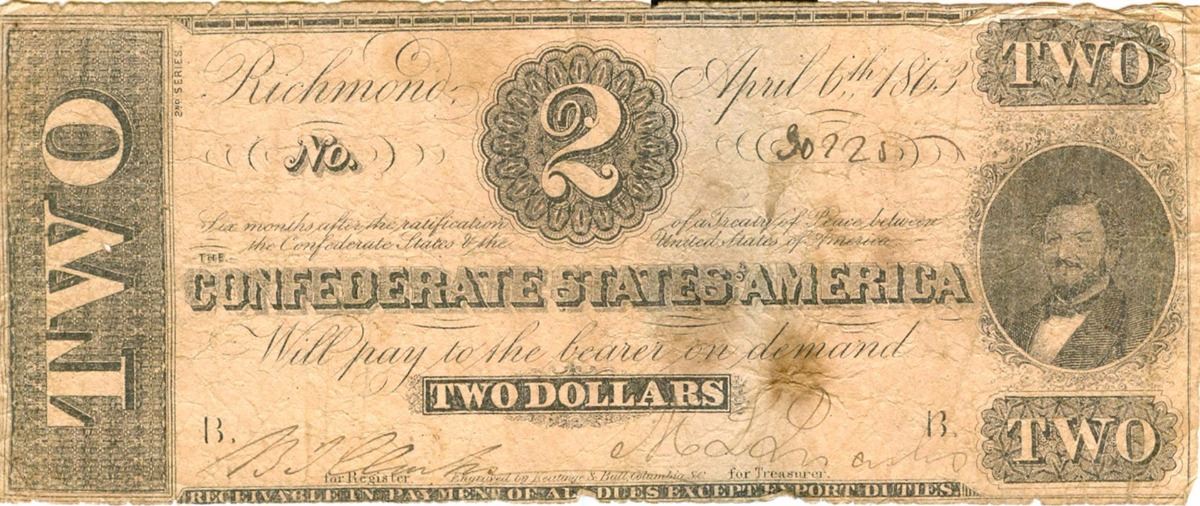 TWO
2ND SERIES.
Richmond, April 6th, 1863
TWO
2
No.
Six months after the ratification of a Treaty of Peace between
the Confederate States & the United States of America
THE
CONFEDERATE STATES OF AMERICA
Will pay to the bearer on demand
TWO DOLLARS
B. B.
TWO
for Register Engraved by Keatinge & Ball, Columbia, S.C. for Treasurer.
RECEIVABLE IN PAYMENT OF ALL DUES EXCEPT EXPORT DUTIES.